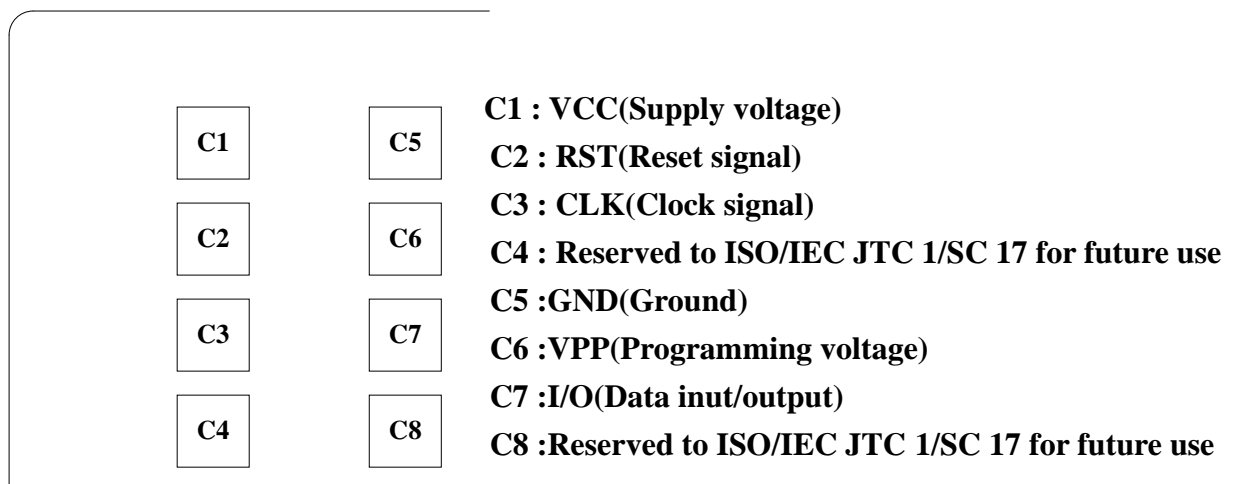 C1 C5
C2 C6
C3 C7
C4 C8
C1 : VCC(Supply voltage)
C2 : RST(Reset signal)
C3 : CLK(Clock signal)
C4 : Reserved to ISO/IEC JTC 1/SC 17 for future use
C5 :GND(Ground)
C6 :VPP(Programming voltage)
C7 :I/O(Data inut/output)
C8 :Reserved to ISO/IEC JTC 1/SC 17 for future use